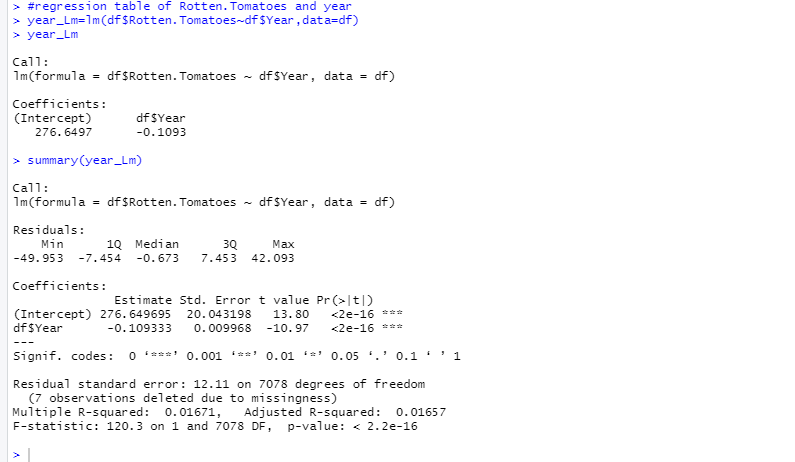 > #regression table of Rotten.Tomatoes and year
> year_Lm=lm(df$Rotten.Tomatoes~df$Year,data=df)
> year_Lm
Call:
lm(formula = df$Rotten.Tomatoes ~ df$Year, data = df)
Coefficients:
(Intercept)      df$Year
   276.6497      -0.1093
> summary(year_Lm)
Call:
lm(formula = df$Rotten.Tomatoes ~ df$Year, data = df)
Residuals:
    Min      1Q  Median      3Q     Max
-49.953  -7.454  -0.673   7.453  42.093
Coefficients:
              Estimate Std. Error t value Pr(>|t|)
(Intercept) 276.649695  20.043198   13.80   <2e-16 ***
df$Year      -0.109333   0.009968  -10.97   <2e-16 ***
---
Signif. codes:  0 ‘***’ 0.001 ‘**’ 0.01 ‘*’ 0.05 ‘.’ 0.1 ‘ ’ 1
Residual standard error: 12.11 on 7078 degrees of freedom
  (7 observations deleted due to missingness)
Multiple R-squared:  0.01671,   Adjusted R-squared:  0.01657
F-statistic: 120.3 on 1 and 7078 DF,  p-value: < 2.2e-16
>